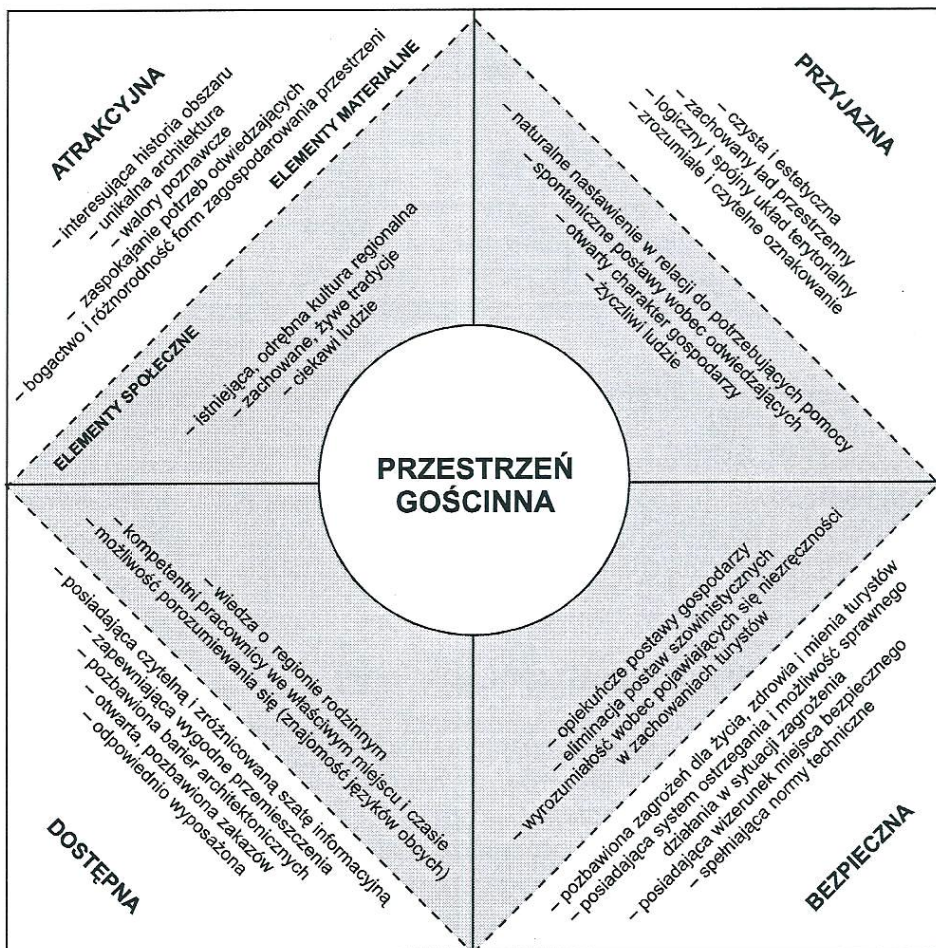 ATRAKCYJNA
– interesująca historia obszaru
– unikalna architektura
– walory poznawcze
– zaspokajanie potrzeb odwiedzających
– bogactwo i różnorodność form zagospodarowania przestrzeni
ELEMENTY MATERIALNE
ELEMENTY SPOŁECZNE
– istniejąca, odrębna kultura regionalna
– zachowane, żywe tradycje
– ciekawi ludzie
PRZYJAZNA
– czysta i estetyczna
– zachowany ład przestrzenny
– logiczny i spójny układ terytorialny
– zrozumiałe i czytelne oznakowanie
– naturalne nastawienie w relacji do potrzebujących pomocy
– spontaniczne postawy wobec odwiedzających
– otwarty charakter gospodarzy
– życzliwi ludzie
PRZESTRZEŃ
GOŚCINNA
– wiedza o regionie rodzinnym
– kompetentni pracownicy we właściwym miejscu i czasie
– możliwość porozumiewania się (znajomość języków obcych)
– posiadająca czytelną i zróżnicowaną szatę informacyjną
– zapewniająca wygodne przemieszczenia
– pozbawiona barier architektonicznych
– otwarta, pozbawiona zakazów
– odpowiednio wyposażona
DOSTĘPNA
– opiekuńcze postawy gospodarzy
– eliminacja postaw szowinistycznych
– wyrozumiałość wobec pojawiających się niezręczności
w zachowaniach turystów
– pozbawiona zagrożeń dla życia, zdrowia i mienia turystów
– posiadająca system ostrzegania i możliwość sprawnego
działania w sytuacji zagrożenia
– posiadająca wizerunek miejsca bezpiecznego
– spełniająca normy techniczne
BEZPIECZNA